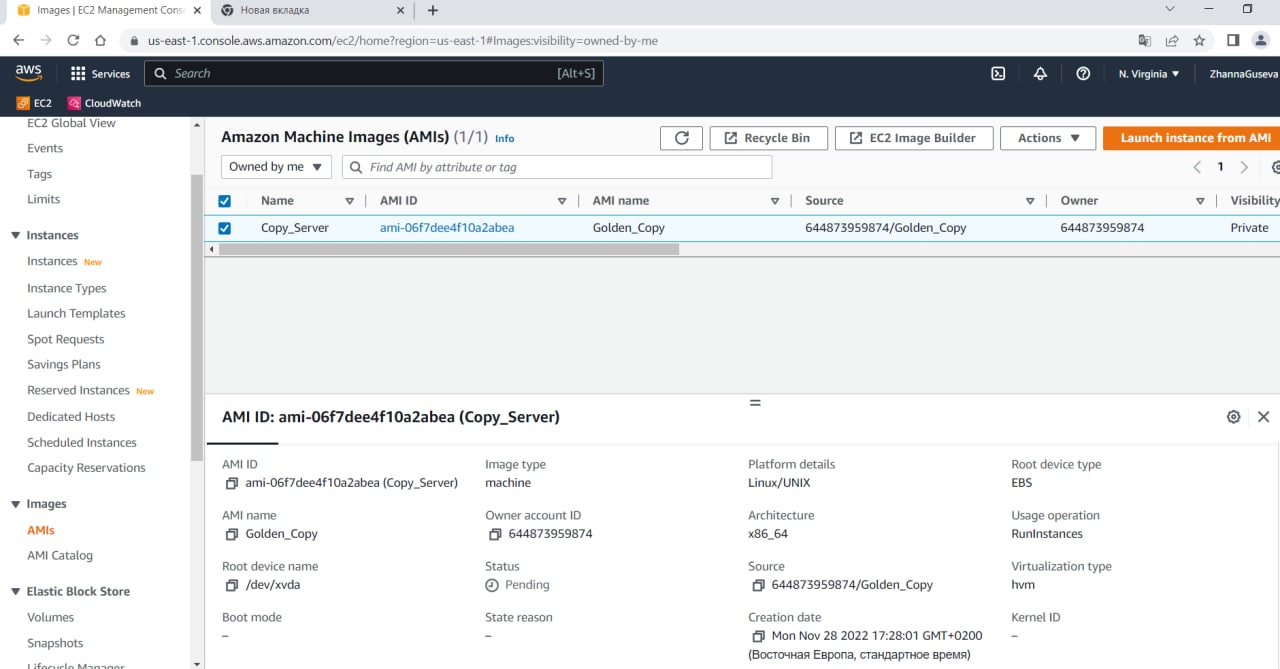 Images | EC2 Management Cons
Новая вкладка
us-east-1.console.aws.amazon.com/ec2/home?region=us-east-1#Images:visibility=owned-by-me
aws
Services
Search
[Alt+S]
N. Virginia
ZhannaGuseva
EC2
CloudWatch
EC2 Global View
Events
Tags
Limits
Instances
Instances New
Instance Types
Launch Templates
Spot Requests
Savings Plans
Reserved Instances New
Dedicated Hosts
Scheduled Instances
Capacity Reservations
Images
AMIs
AMI Catalog
Elastic Block Store
Volumes
Snapshots
Lifecycle Manager
Amazon Machine Images (AMIs) (1/1) Info
Recycle Bin
EC2 Image Builder
Actions
Launch instance from AMI
Owned by me
Find AMI by attribute or tag
1
Name AMI ID AMI name Source Owner Visibility
Copy_Server ami-06f7dee4f10a2abea Golden_Copy 644873959874/Golden_Copy 644873959874 Private
AMI ID: ami-06f7dee4f10a2abea (Copy_Server)
AMI ID
ami-06f7dee4f10a2abea (Copy_Server)
Image type
machine
Platform details
Linux/UNIX
Root device type
EBS
AMI name
Golden_Copy
Owner account ID
644873959874
Architecture
x86_64
Usage operation
RunInstances
Root device name
/dev/xvda
Status
Pending
Source
644873959874/Golden_Copy
Virtualization type
hvm
Boot mode
–
State reason
–
Creation date
Mon Nov 28 2022 17:28:01 GMT+0200
(Восточная Европа, стандартное время)
Kernel ID
–